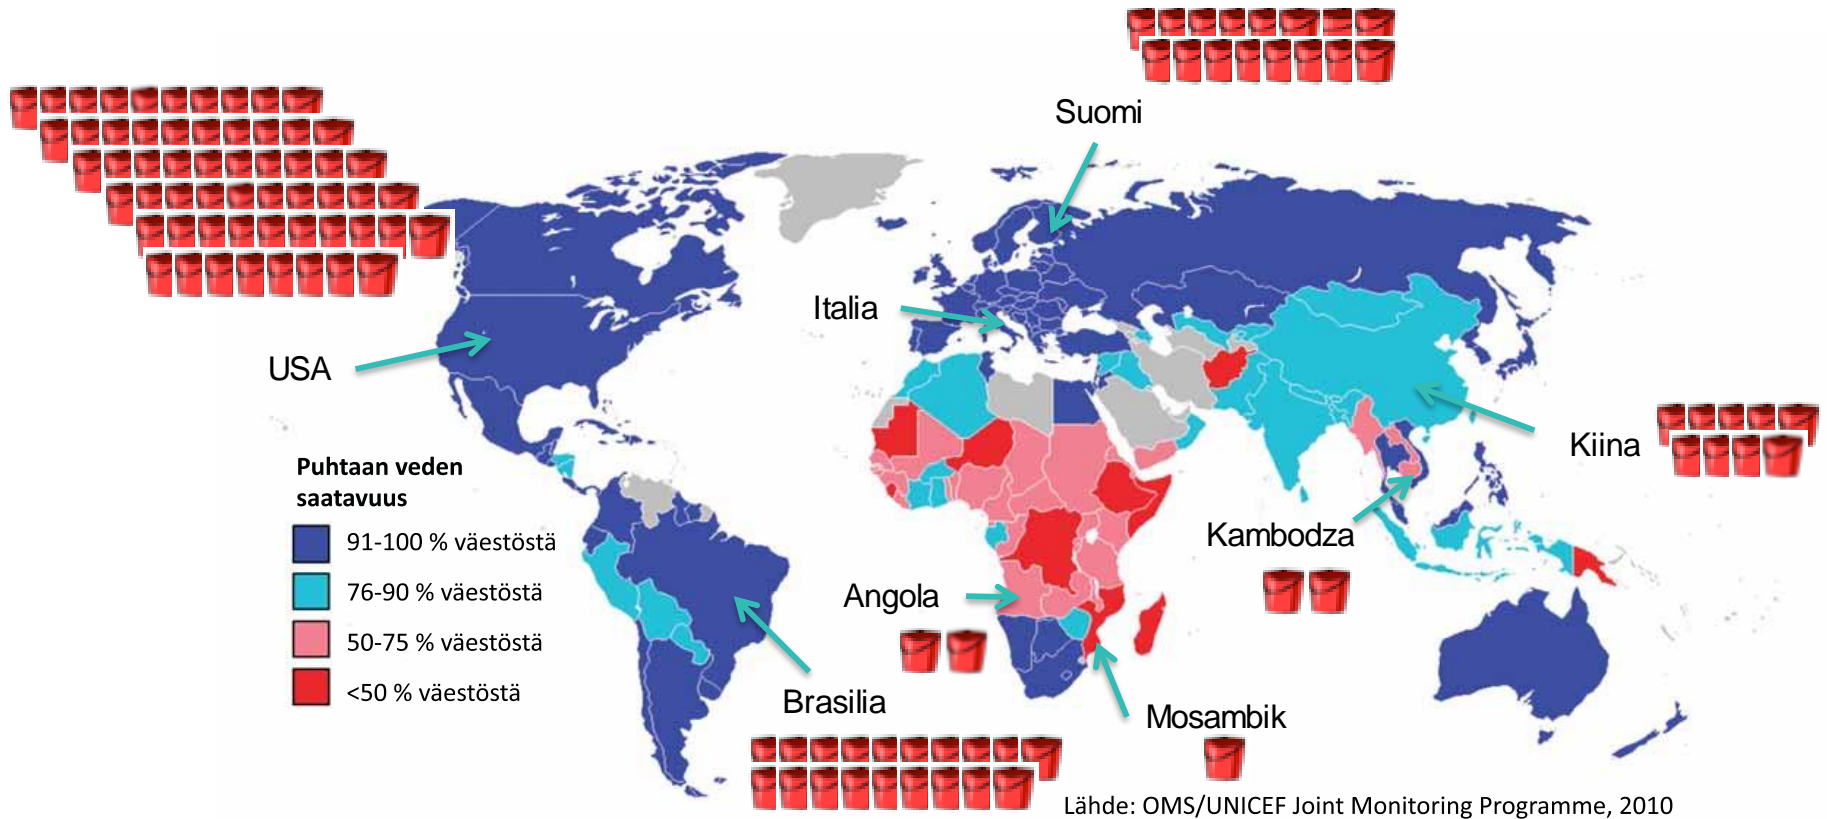 Suomi
Italia
USA
Kiina
Puhtaan veden
saatavuus
91-100 % väestöstä
76-90 % väestöstä
50-75 % väestöstä
<50 % väestöstä
Kambodza
Angola
Brasilia
Mosambik
Lähde: OMS/UNICEF Joint Monitoring Programme, 2010